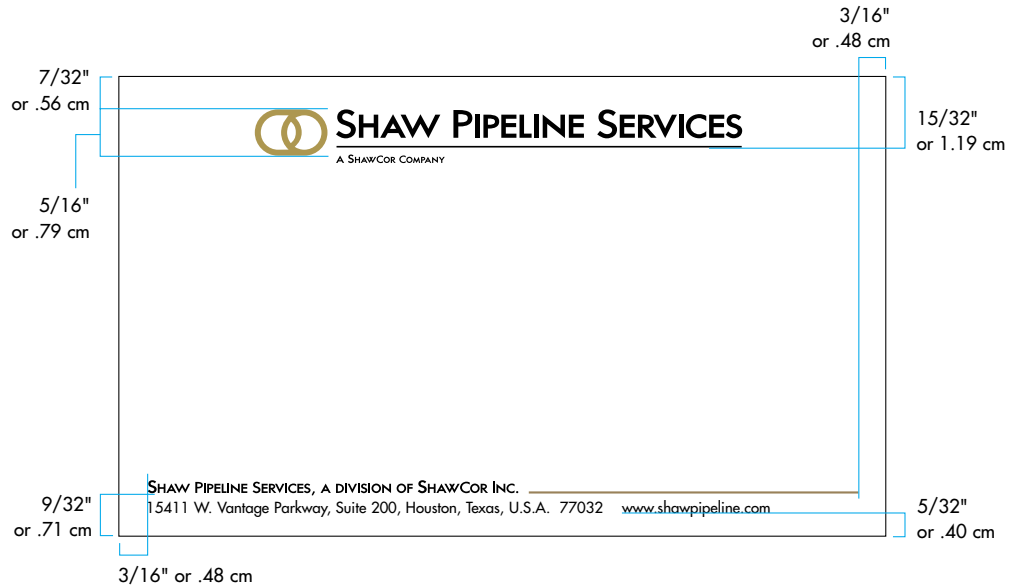 3/16"
or .48 cm
7/32"
or .56 cm
SHAW PIPELINE SERVICES
A SHAWCOR COMPANY
15/32"
or 1.19 cm
5/16"
or .79 cm
SHAW PIPELINE SERVICES, A DIVISION OF SHAWCOR INC.
15411 W. Vantage Parkway, Suite 200, Houston, Texas, U.S.A. 77032 www.shawpipeline.com
9/32"
or .71 cm
5/32"
or .40 cm
3/16" or .48 cm